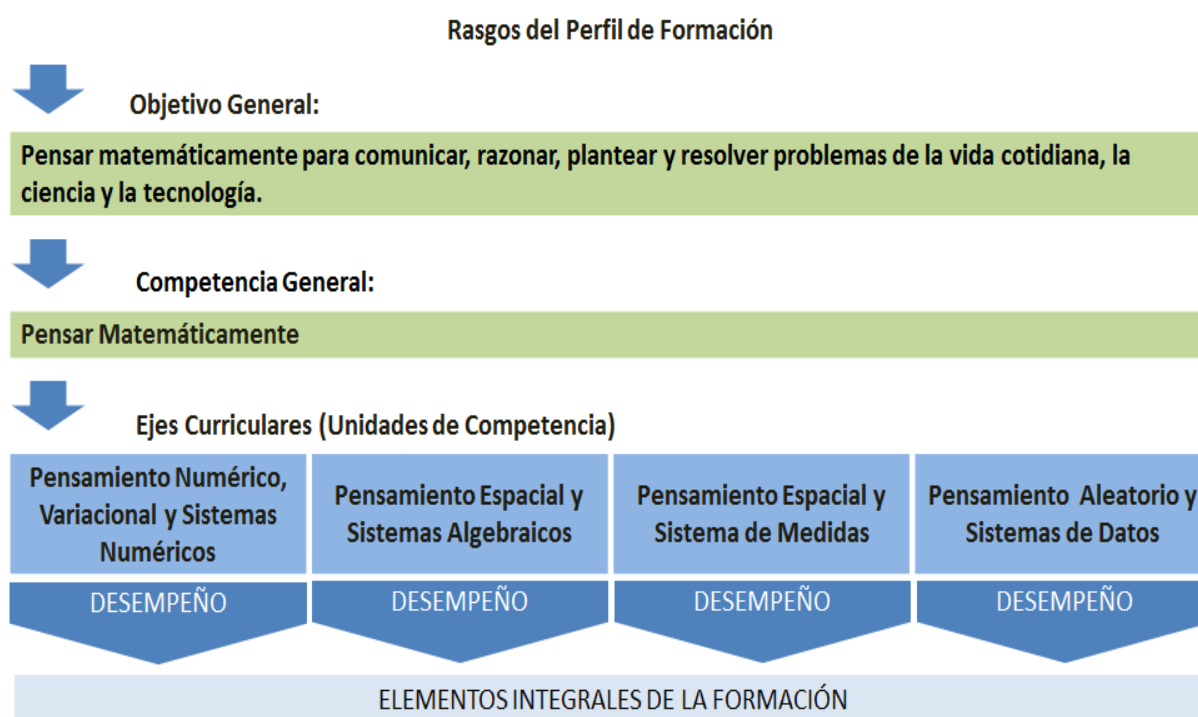 Rasgos del Perfil de Formación
Objetivo General:
Pensar matemáticamente para comunicar, razonar, plantear y resolver problemas de la vida cotidiana, la
ciencia y la tecnología.
Competencia General:
Pensar Matemáticamente
Ejes Curriculares (Unidades de Competencia)
Pensamiento Numérico,
Variacional y Sistemas
Numéricos
Pensamiento Espacial y
Sistemas Algebraicos
Pensamiento Espacial y
Sistema de Medidas
Pensamiento Aleatorio y
Sistemas de Datos
DESEMPEÑO
DESEMPEÑO
DESEMPEÑO
DESEMPEÑO
ELEMENTOS INTEGRALES DE LA FORMACIÓN